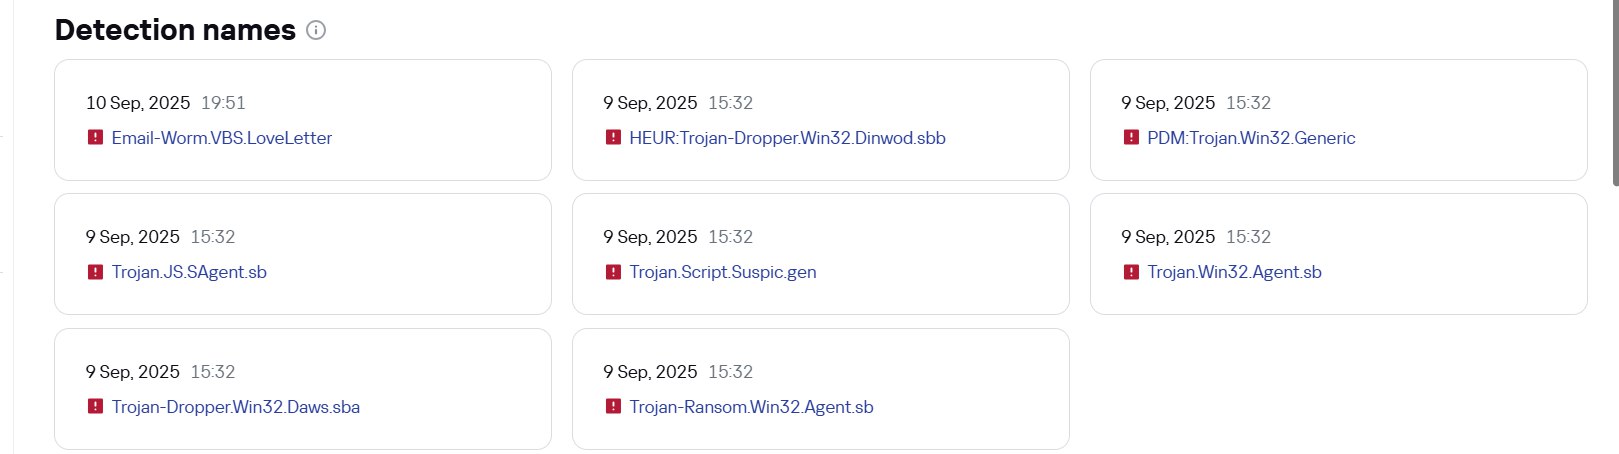 Detection names
10 Sep, 2025 19:51
Email-Worm.VBS.LoveLetter
9 Sep, 2025 15:32
HEUR:Trojan-Dropper.Win32.Dinwod.sbb
9 Sep, 2025 15:32
PDM:Trojan.Win32.Generic
9 Sep, 2025 15:32
Trojan.JS.SAgent.sb
9 Sep, 2025 15:32
Trojan.Script.Suspic.gen
9 Sep, 2025 15:32
Trojan.Win32.Agent.sb
9 Sep, 2025 15:32
Trojan-Dropper.Win32.Daws.sba
9 Sep, 2025 15:32
Trojan-Ransom.Win32.Agent.sb